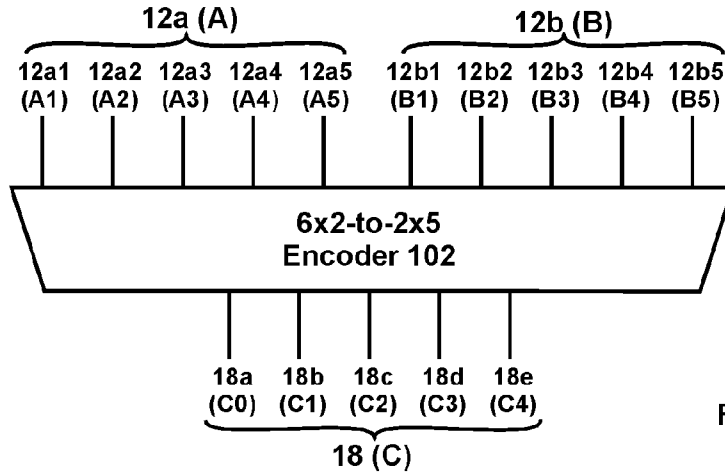 12a (A) 12b (B)
12a1 12a2 12a3 12a4 12a5 12b1 12b2 12b3 12b4 12b5
(A1) (A2) (A3) (A4) (A5) (B1) (B2) (B3) (B4) (B5)
6x2-to-2x5
Encoder 102
18a 18b 18c 18d 18e
(C0) (C1) (C2) (C3) (C4)
F
18 (C)